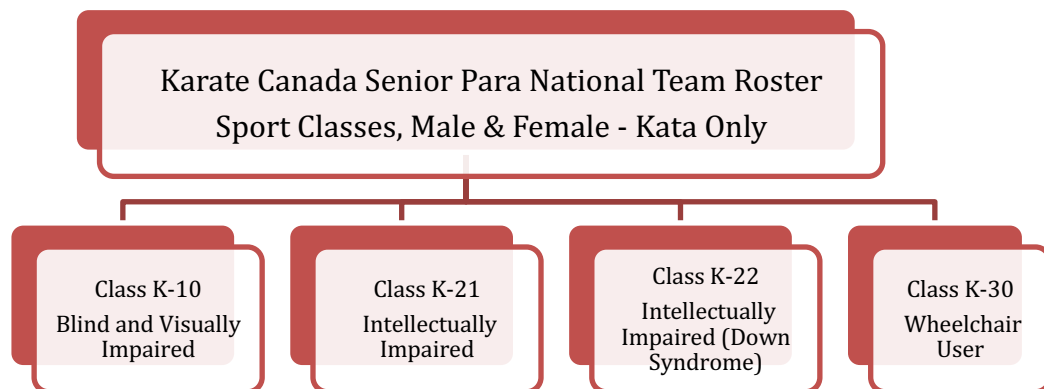 Karate Canada Senior Para National Team Roster
Sport Classes, Male & Female - Kata Only
Class K-10
Blind and Visually
Impaired
Class K-21
Intellectually
Impaired
Class K-22
Intellectually
Impaired (Down
Syndrome)
Class K-30
Wheelchair
User